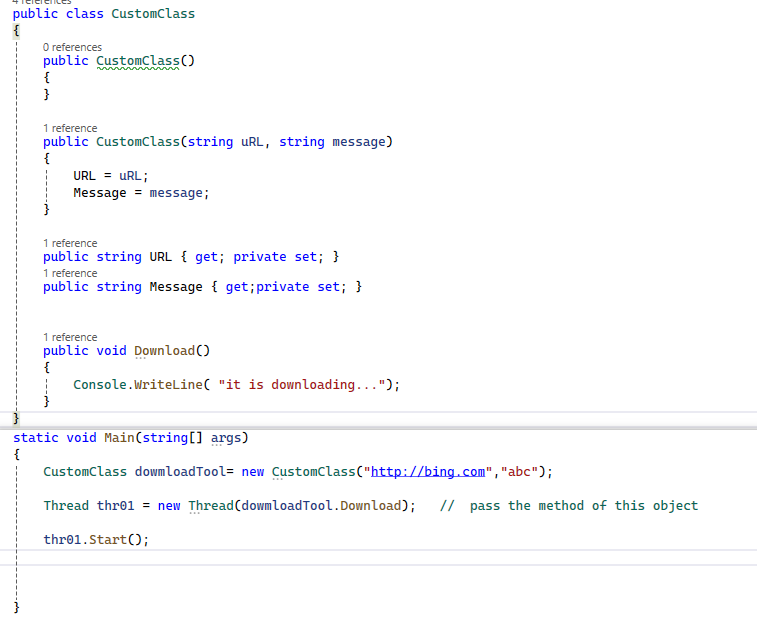 4 references
public class CustomClass
{
0 references
public CustomClass()
{
}
1 reference
public CustomClass(string uRL, string message)
{
URL = uRL;
Message = message;
}
1 reference
public string URL { get; private set; }
1 reference
public string Message { get;private set; }
1 reference
public void Download()
{
Console.WriteLine( "it is downloading...");
}
}
static void Main(string[] args)
{
CustomClass dowmloadTool= new CustomClass("http://bing.com","abc");
Thread thr01 = new Thread(dowmloadTool.Download);   //  pass the method of this object
thr01.Start();
}